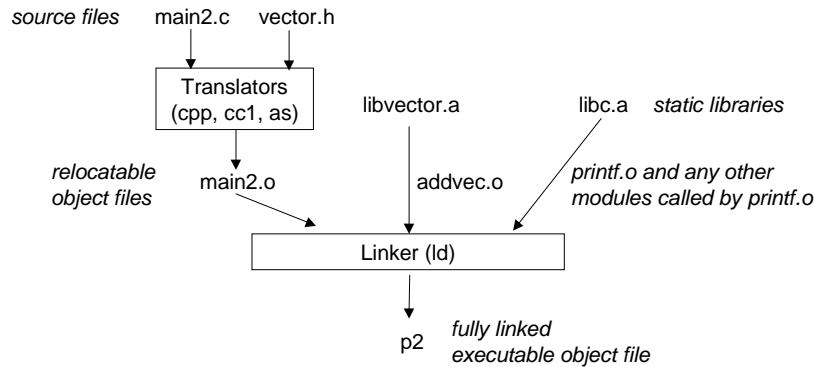 source files main2.c vector.h
Translators
(cpp, cc1, as)
libvector.a libc.a static libraries
relocatable
object files
main2.o
addvec.o
printf.o and any other
modules called by printf.o
Linker (ld)
p2
fully linked
executable object file